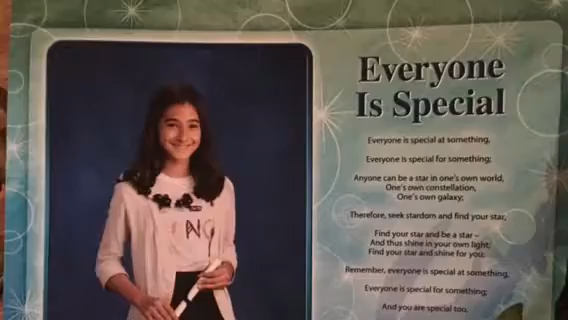 Everyone
Is Special
Everyone is special at something,
Everyone is special for something;
Anyone can be a star in one's own world,
One's own constellation,
One's own galaxy;
Therefore, seek stardom and find your star,
Find your star and be a star –
And thus shine in your own light;
Find your star and shine for you;
Remember, everyone is special at something,
Everyone is special for something;
And you are special too.